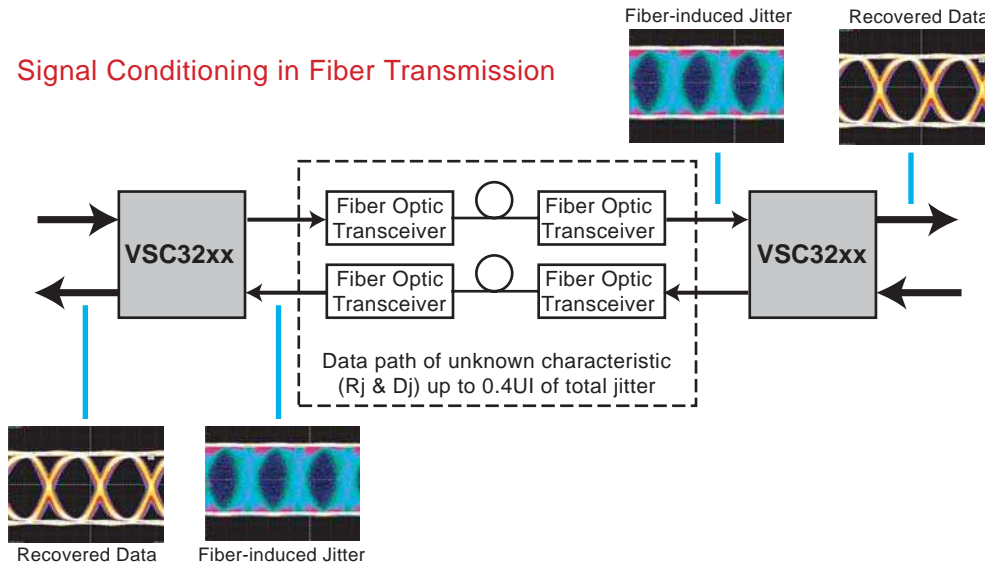 Fiber-induced Jitter
Recovered Data
Signal Conditioning in Fiber Transmission
VSC32xx
Fiber Optic
Transceiver
Fiber Optic
Transceiver
VSC32xx
Fiber Optic
Transceiver
Fiber Optic
Transceiver
Data path of unknown characteristic
(Rj & Dj) up to 0.4UI of total jitter
Recovered Data
Fiber-induced Jitter